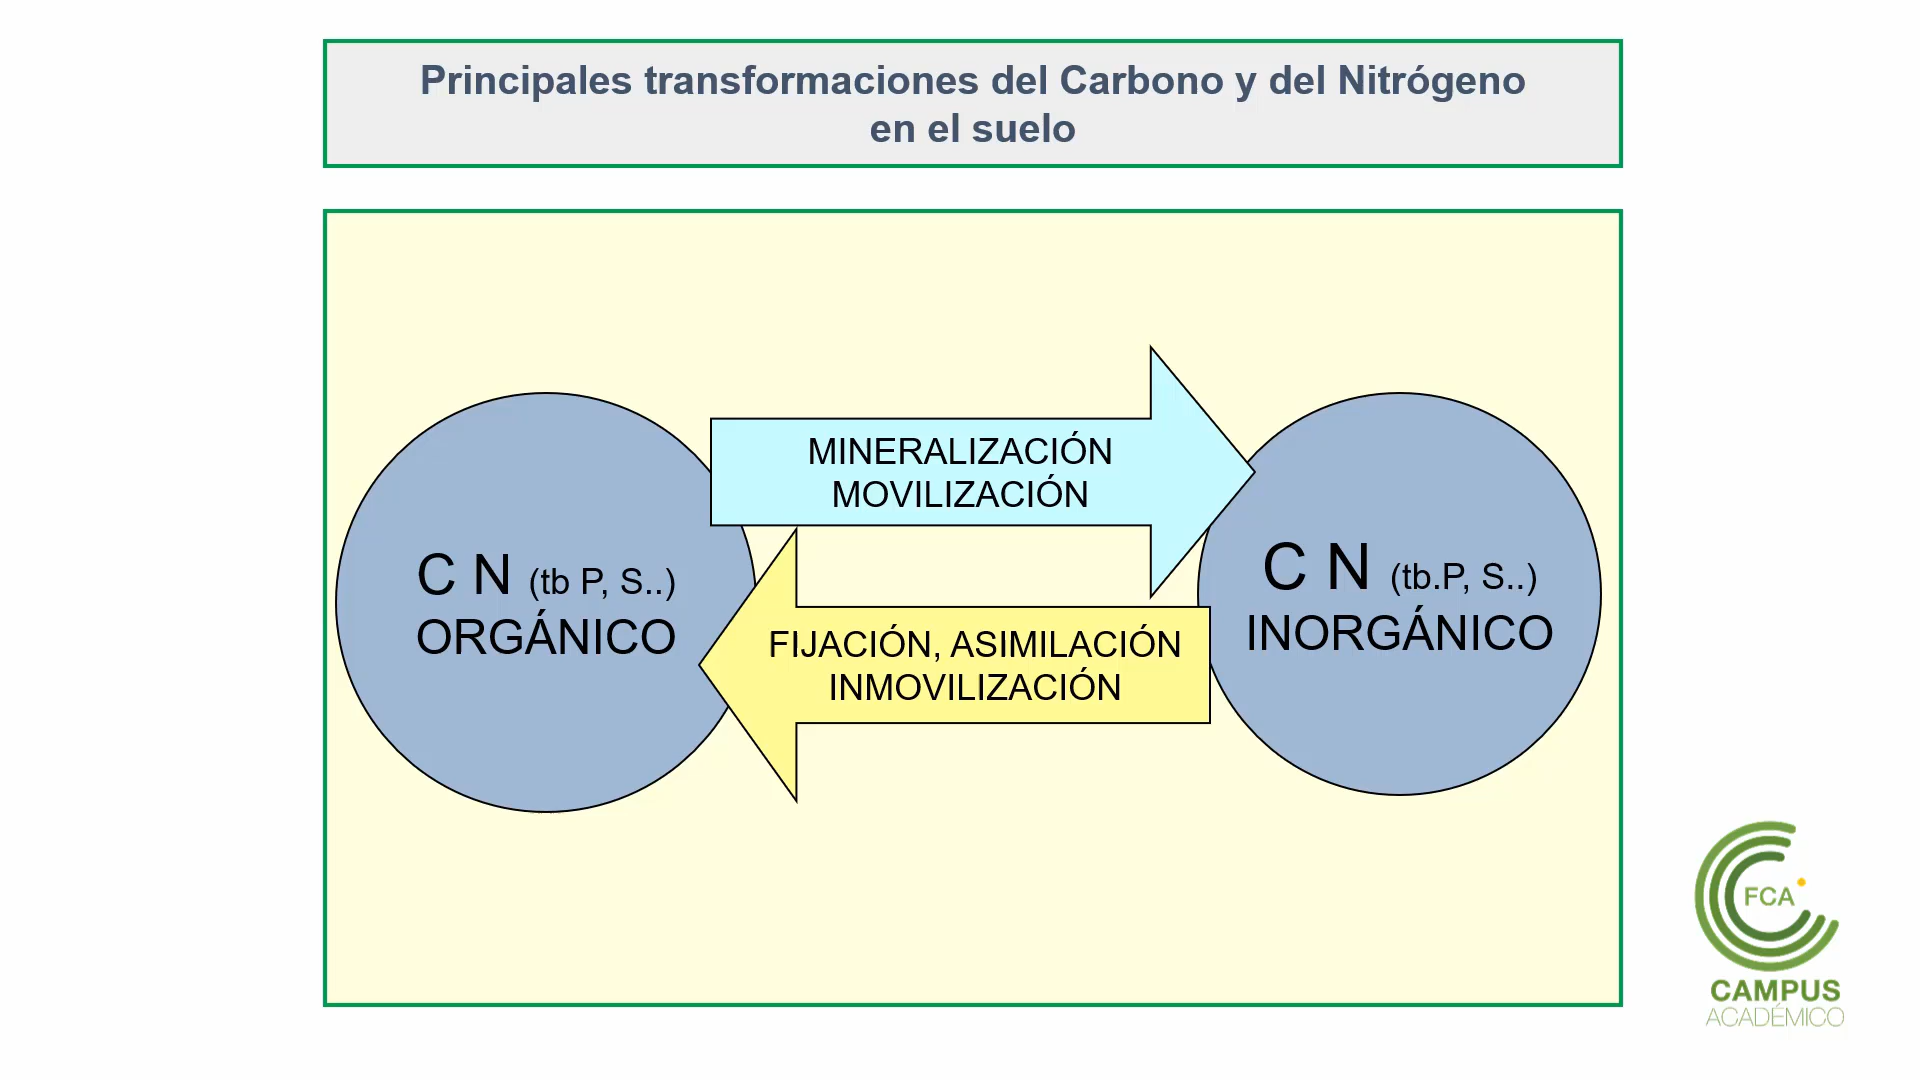 Principales transformaciones del Carbono y del Nitrógeno
en el suelo
MINERALIZACIÓN
MOVILIZACIÓN
C N (tb P, S..)
ORGÁNICO
C N (tb.P, S..)
INORGÁNICO
FIJACIÓN, ASIMILACIÓN
INMOVILIZACIÓN
FCA
CAMPUS
ACADÉMICO